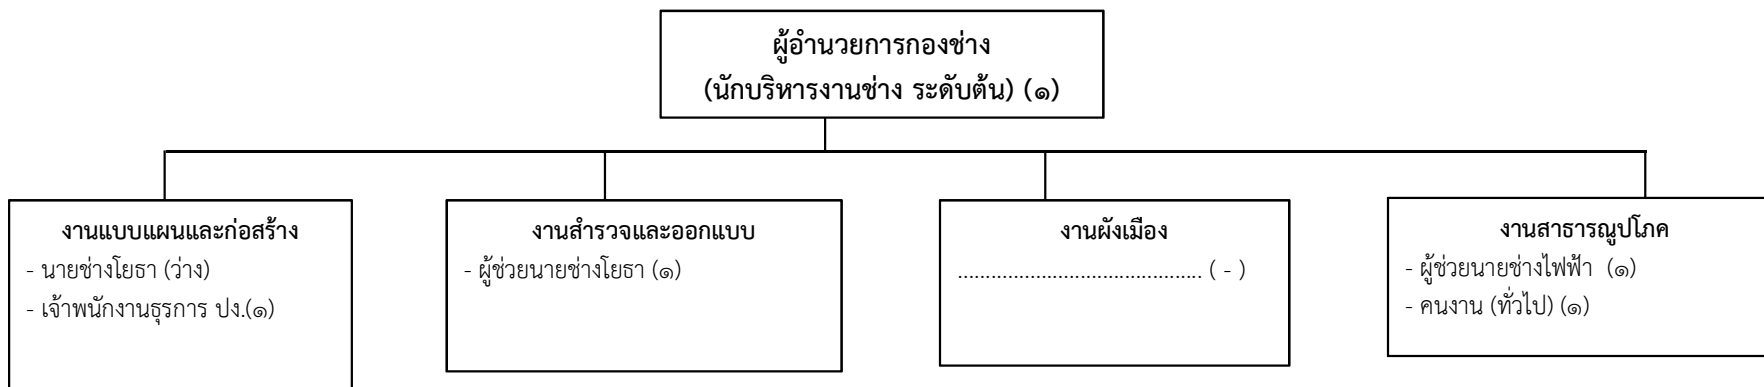 ผู้อำนวยการกองช่าง
(นักบริหารงานช่าง ระดับต้น) (๑)
งานแบบแผนและก่อสร้าง
- นายช่างโยธา (ว่าง)
- เจ้าพนักงานธุรการ ปง.(๑)
งานสำรวจและออกแบบ
- ผู้ช่วยนายช่างโยธา (๑)
งานผังเมือง
............................................ ( - )
งานสาธารณูปโภค
- ผู้ช่วยนายช่างไฟฟ้า (๑)
- คนงาน (ทั่วไป) (๑)